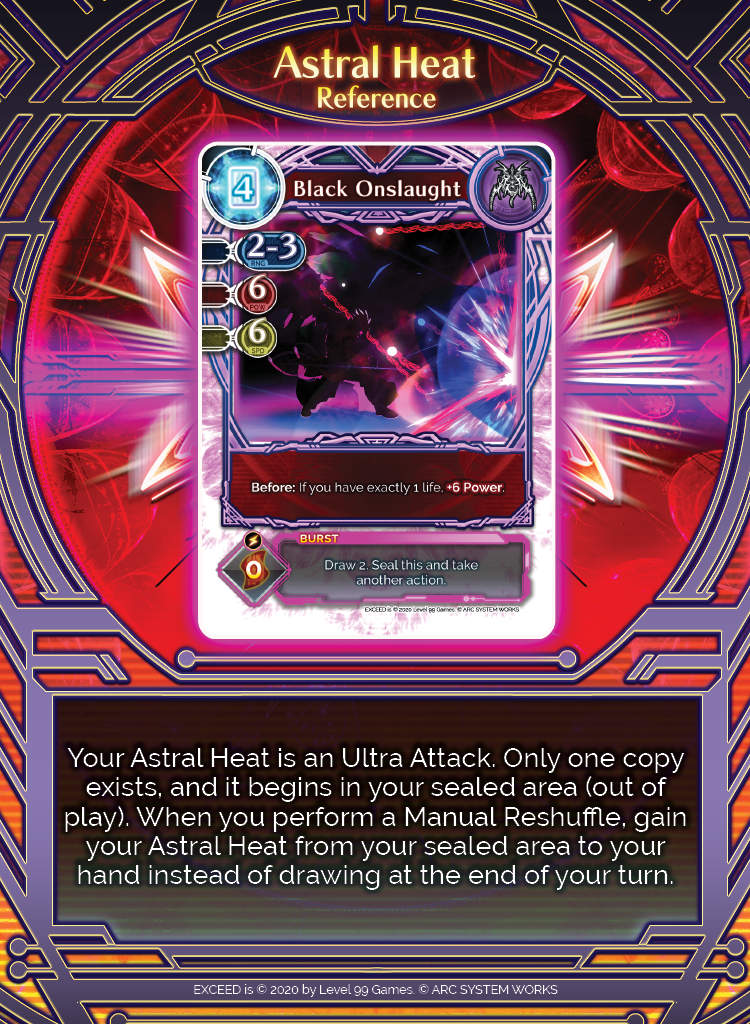 Astral Heat
Reference
4
Black Onslaught
2-3
RNG
6
POW
6
SPD
Before: If you have exactly 1 life, +6 Power.
BURST
0
Draw 2. Seal this and take
another action.
EXCEED is © 2020 Level 99 Games. © ARC SYSTEM WORKS
Your Astral Heat is an Ultra Attack. Only one copy
exists, and it begins in your sealed area (out of
play). When you perform a Manual Reshuffle, gain
your Astral Heat from your sealed area to your
hand instead of drawing at the end of your turn.
EXCEED is © 2020 by Level 99 Games. © ARC SYSTEM WORKS